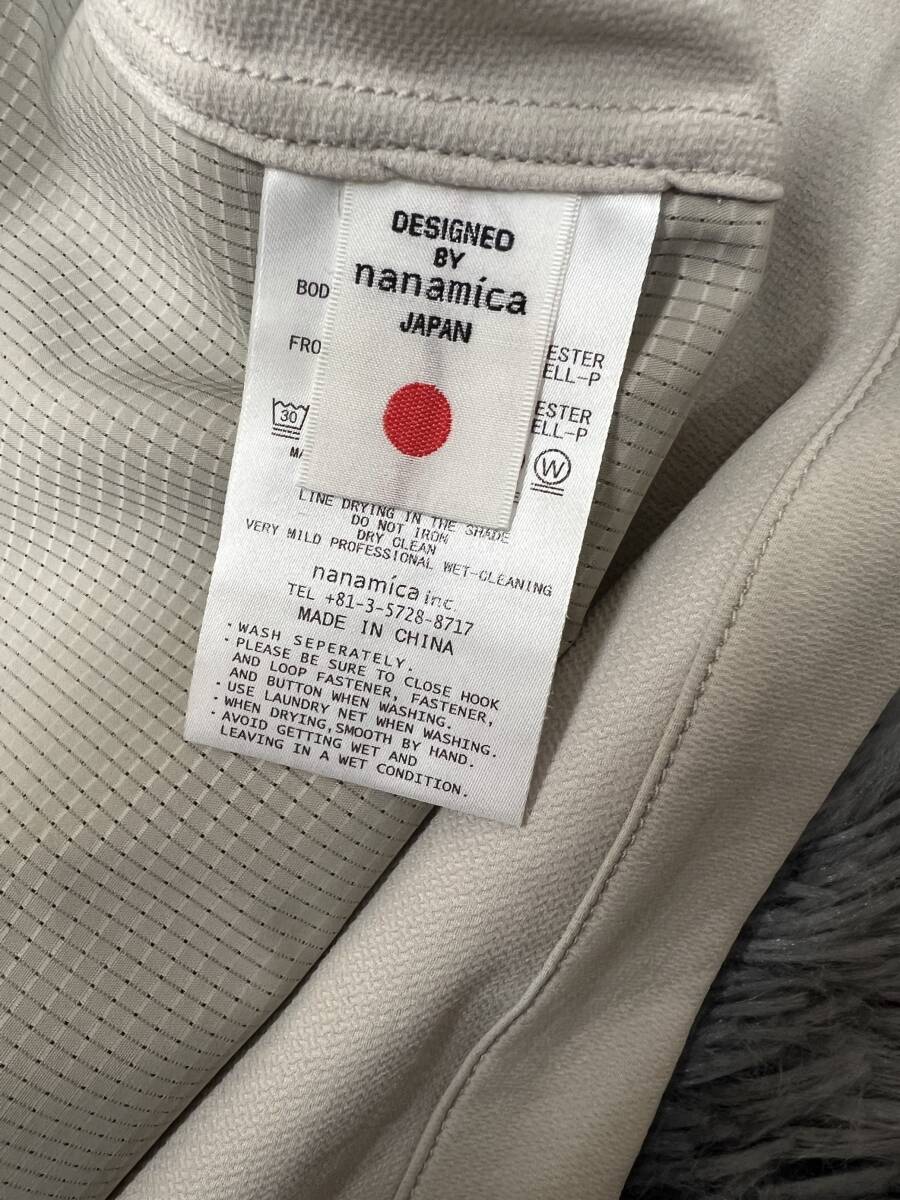 DESIGNED
BY
nanamica
JAPAN
BOD
FRO
ESTER
ELL-P
ESTER
ELL-P
30
W
MA
LINE DRYING IN THE SHADE
DO NOT IRON
DRY CLEAN
VERY MILD PROFESSIONAL WET-CLEANING
nanamica inc.
TEL +81-3-5728-8717
MADE IN CHINA
・WASH SEPERATELY.
・PLEASE BE SURE TO CLOSE HOOK
AND LOOP FASTENER, FASTENER,
AND BUTTON WHEN WASHING.
・USE LAUNDRY NET WHEN WASHING.
・WHEN DRYING,SMOOTH BY HAND.
・AVOID GETTING WET AND
LEAVING IN A WET CONDITION.